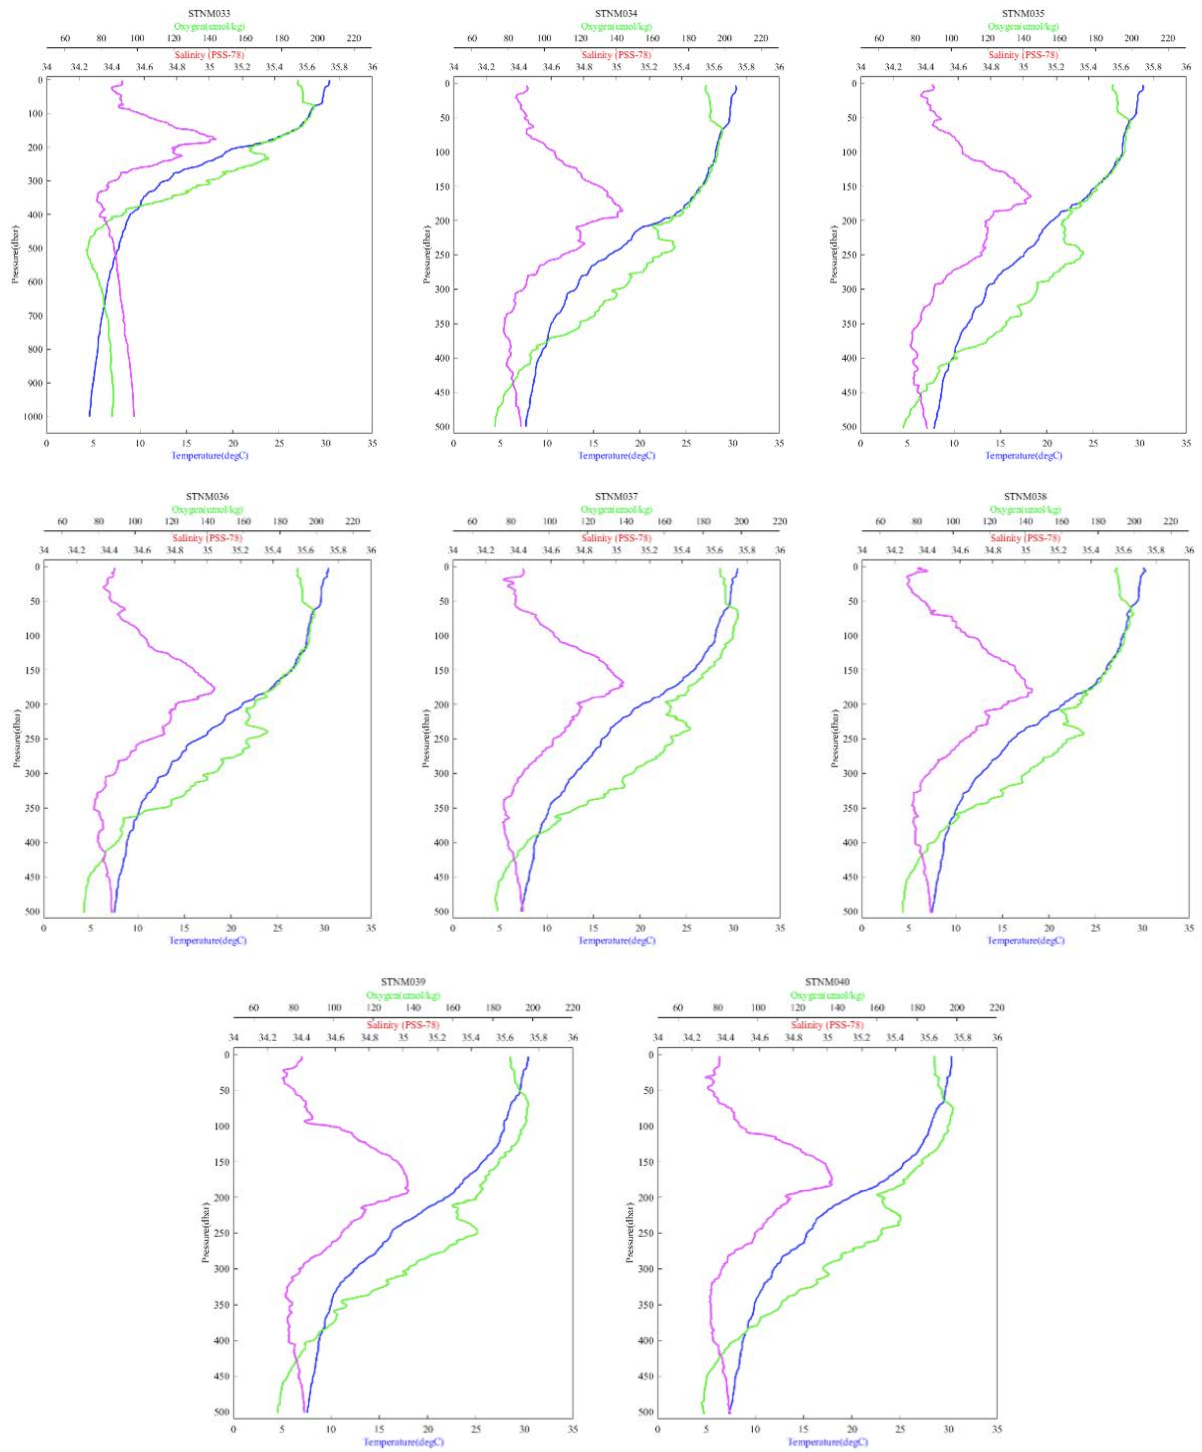 STNM033
Oxygen(umol/kg)
60 80 100 120 140 160 180 200 220
Salinity (PSS-78)
34 34.2 34.4 34.6 34.8 35 35.2 35.4 35.6 35.8 36
0
100
200
300
400
500
600
700
800
900
1000
Pressure(dbar)
0 5 10 15 20 25 30 35
Temperature(degC)
STNM034
Oxygen(umol/kg)
60 80 100 120 140 160 180 200 220
Salinity (PSS-78)
34 34.2 34.4 34.6 34.8 35 35.2 35.4 35.6 35.8 36
0
50
100
150
200
250
300
350
400
450
500
Pressure(dbar)
0 5 10 15 20 25 30 35
Temperature(degC)
STNM035
Oxygen(umol/kg)
60 80 100 120 140 160 180 200 220
Salinity (PSS-78)
34 34.2 34.4 34.6 34.8 35 35.2 35.4 35.6 35.8 36
0
50
100
150
200
250
300
350
400
450
500
Pressure(dbar)
0 5 10 15 20 25 30 35
Temperature(degC)
STNM036
Oxygen(umol/kg)
60 80 100 120 140 160 180 200 220
Salinity (PSS-78)
34 34.2 34.4 34.6 34.8 35 35.2 35.4 35.6 35.8 36
0
50
100
150
200
250
300
350
400
450
500
Pressure(dbar)
0 5 10 15 20 25 30 35
Temperature(degC)
STNM037
Oxygen(umol/kg)
60 80 100 120 140 160 180 200 220
Salinity (PSS-78)
34 34.2 34.4 34.6 34.8 35 35.2 35.4 35.6 35.8 36
0
50
100
150
200
250
300
350
400
450
500
Pressure(dbar)
0 5 10 15 20 25 30 35
Temperature(degC)
STNM038
Oxygen(umol/kg)
60 80 100 120 140 160 180 200 220
Salinity (PSS-78)
34 34.2 34.4 34.6 34.8 35 35.2 35.4 35.6 35.8 36
0
50
100
150
200
250
300
350
400
450
500
Pressure(dbar)
0 5 10 15 20 25 30 35
Temperature(degC)
STNM039
Oxygen(umol/kg)
60 80 100 120 140 160 180 200 220
Salinity (PSS-78)
34 34.2 34.4 34.6 34.8 35 35.2 35.4 35.6 35.8 36
0
50
100
150
200
250
300
350
400
450
500
Pressure(dbar)
0 5 10 15 20 25 30 35
Temperature(degC)
STNM040
Oxygen(umol/kg)
60 80 100 120 140 160 180 200 220
Salinity (PSS-78)
34 34.2 34.4 34.6 34.8 35 35.2 35.4 35.6 35.8 36
0
50
100
150
200
250
300
350
400
450
500
Pressure(dbar)
0 5 10 15 20 25 30 35
Temperature(degC)